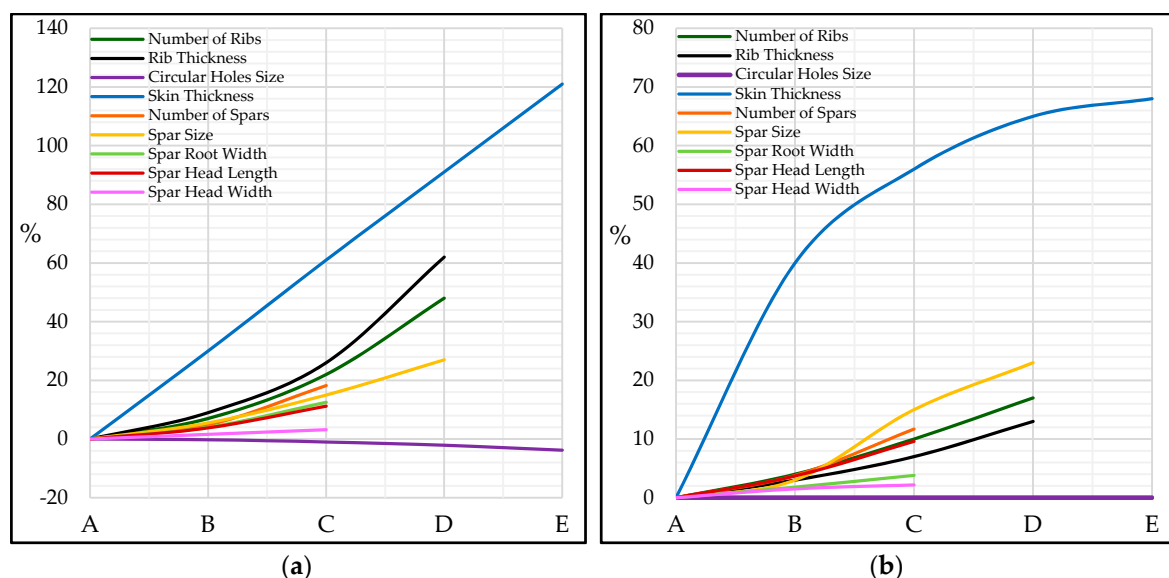 140
120
100
80
60
40
20
0
-20
%
Number of Ribs
Rib Thickness
Circular Holes Size
Skin Thickness
Number of Spars
Spar Size
Spar Root Width
Spar Head Length
Spar Head Width
A B C D E
(a)
80
70
60
50
40
30
20
10
0
%
Number of Ribs
Rib Thickness
Circular Holes Size
Skin Thickness
Number of Spars
Spar Size
Spar Root Width
Spar Head Length
Spar Head Width
A B C D E
(b)